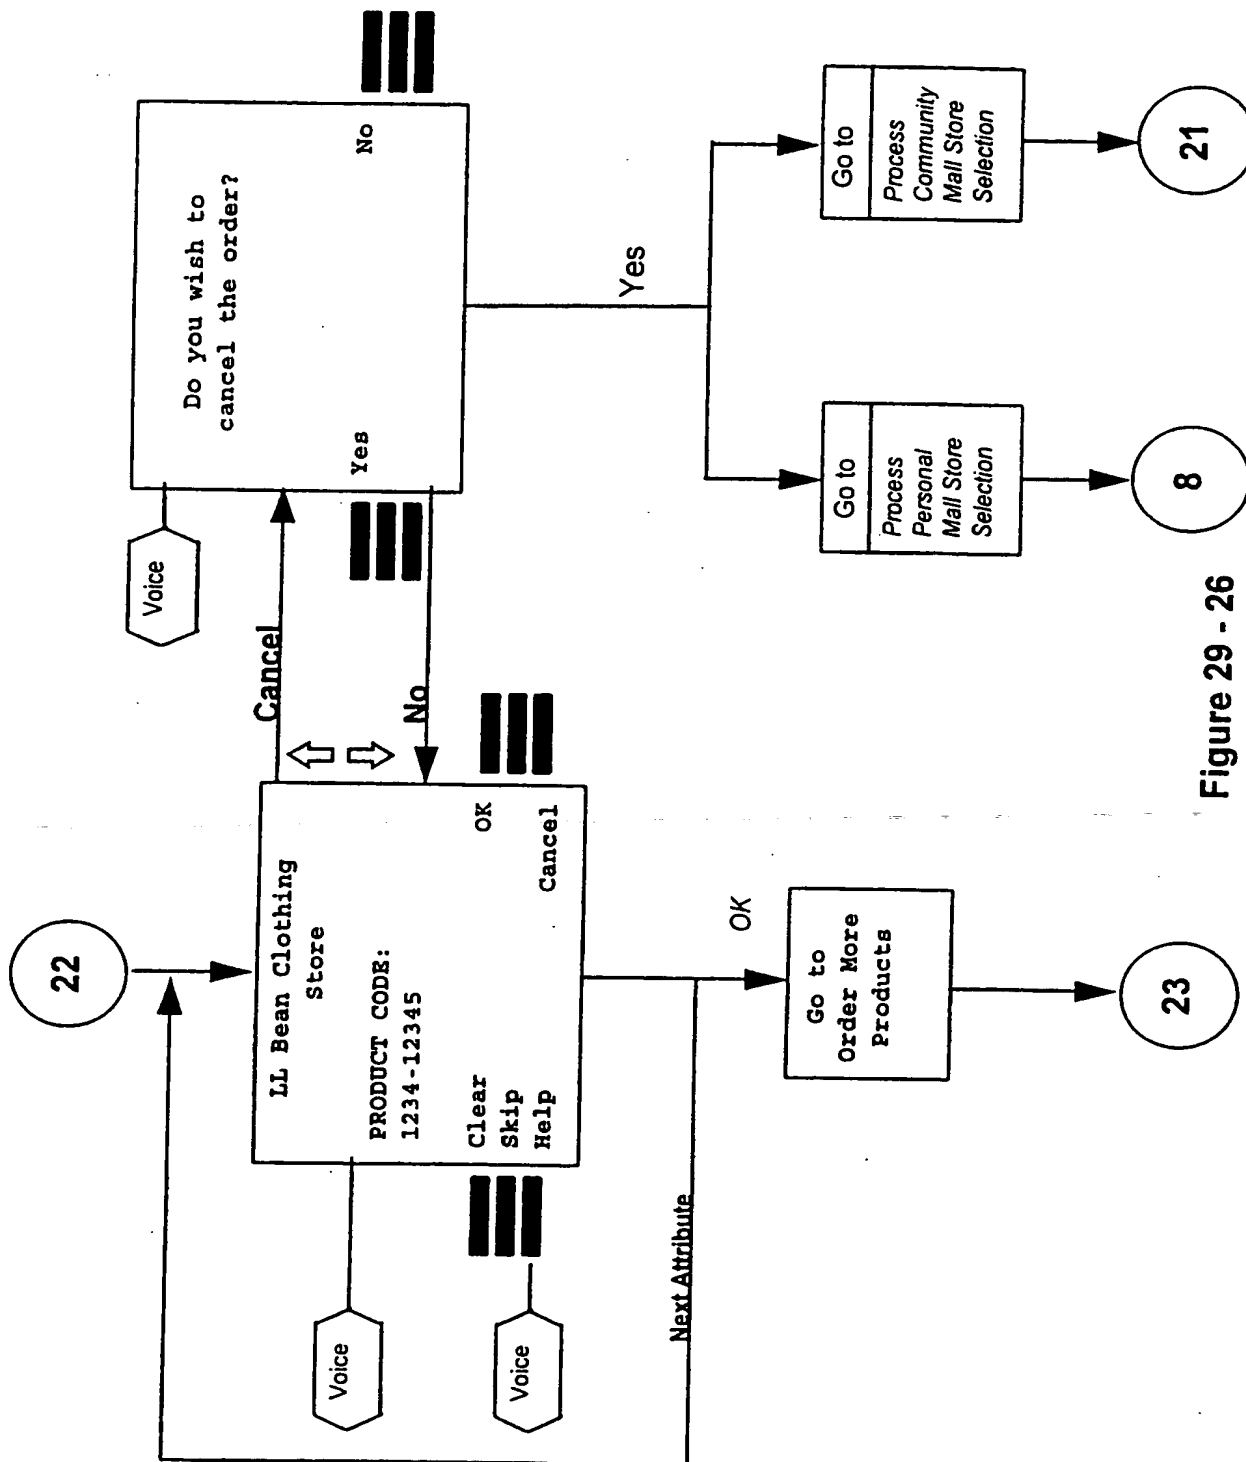 22
LL Bean Clothing
Store
PRODUCT CODE:
1234-12345
Clear
Skip
Help
OK
Cancel
Voice
Voice
Next Attribute
OK
Go to
Order More
Products
23
Cancel
No
Voice
Do you wish to
cancel the order?
Yes
No
Yes
Go to
Process
Personal
Mall Store
Selection
8
Go to
Process
Community
Mall Store
Selection
21
Figure 29 - 26